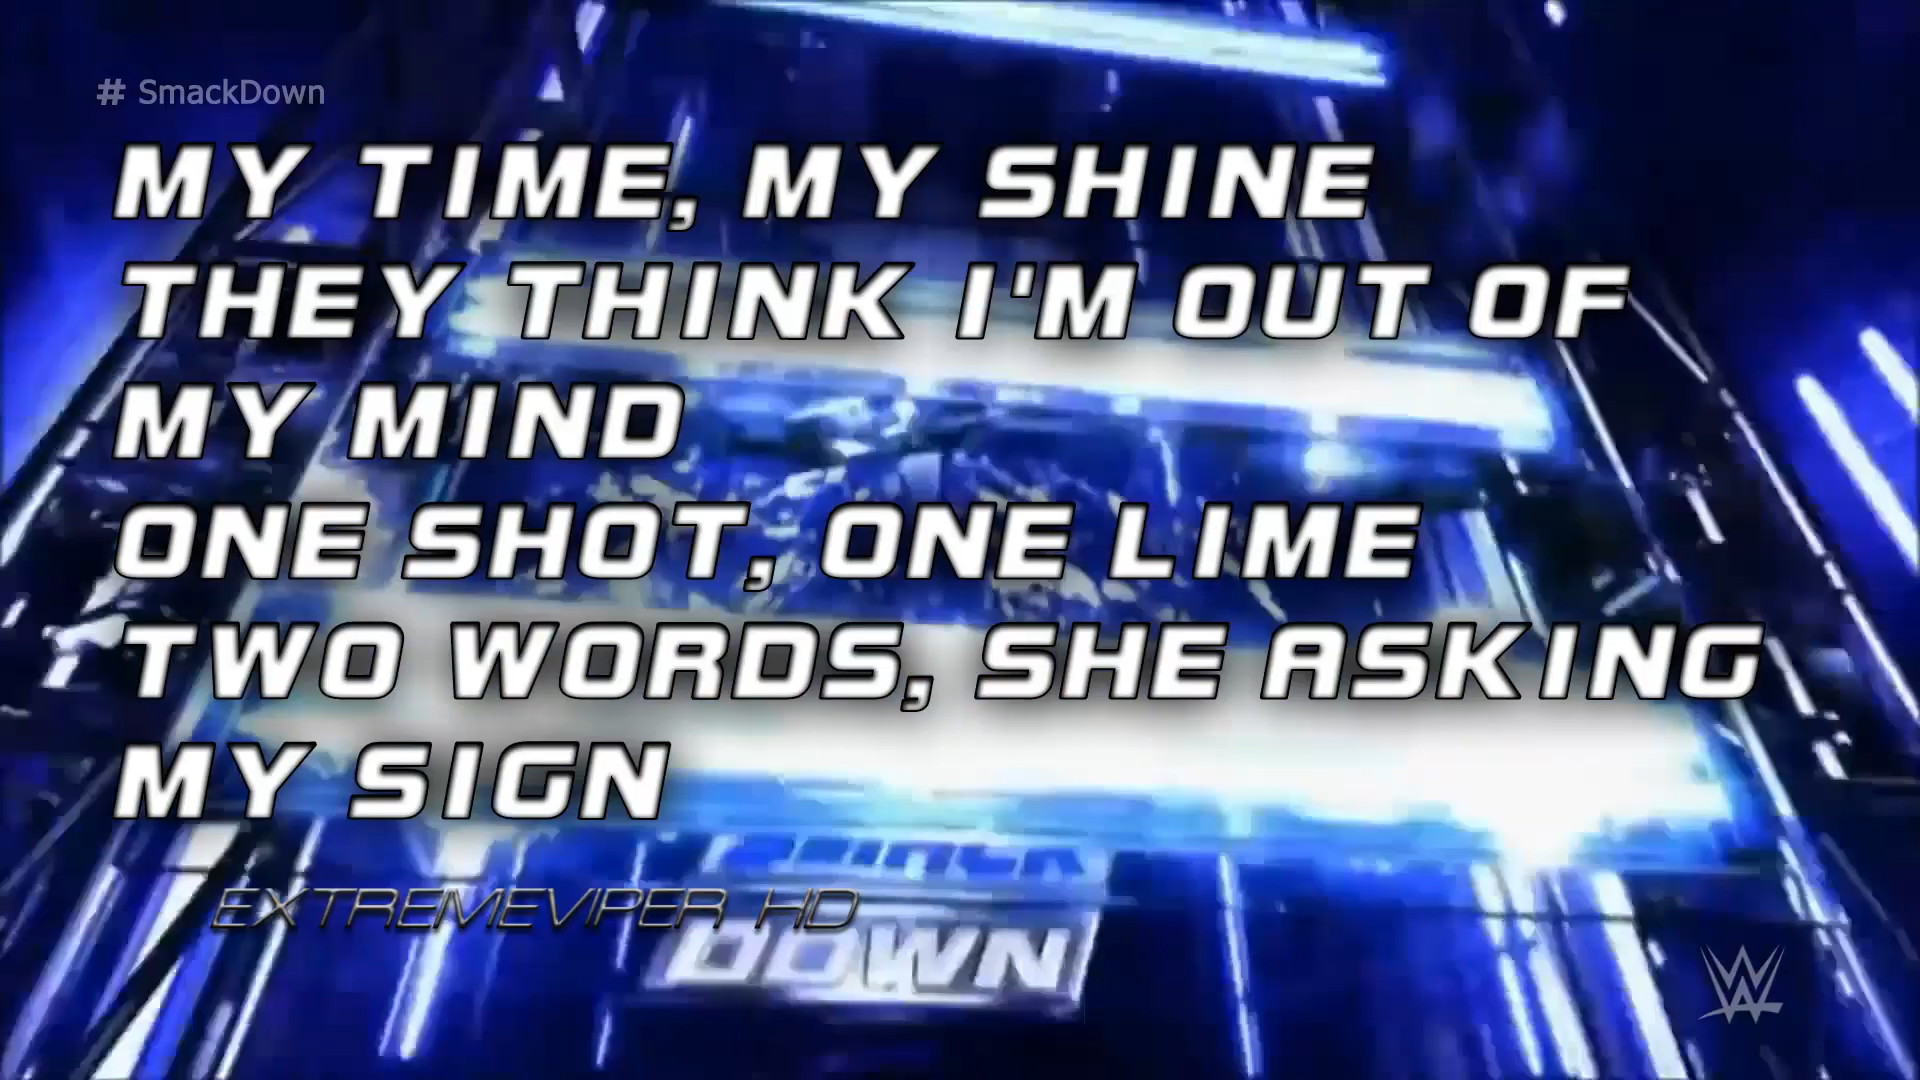 # SmackDown
MY TIME, MY SHINE
THEY THINK I'M OUT OF
MY MIND
ONE SHOT, ONE LIME
TWO WORDS, SHE ASKING
MY SIGN
EXTREMEVIPER HD
SMACK
DOWN
W